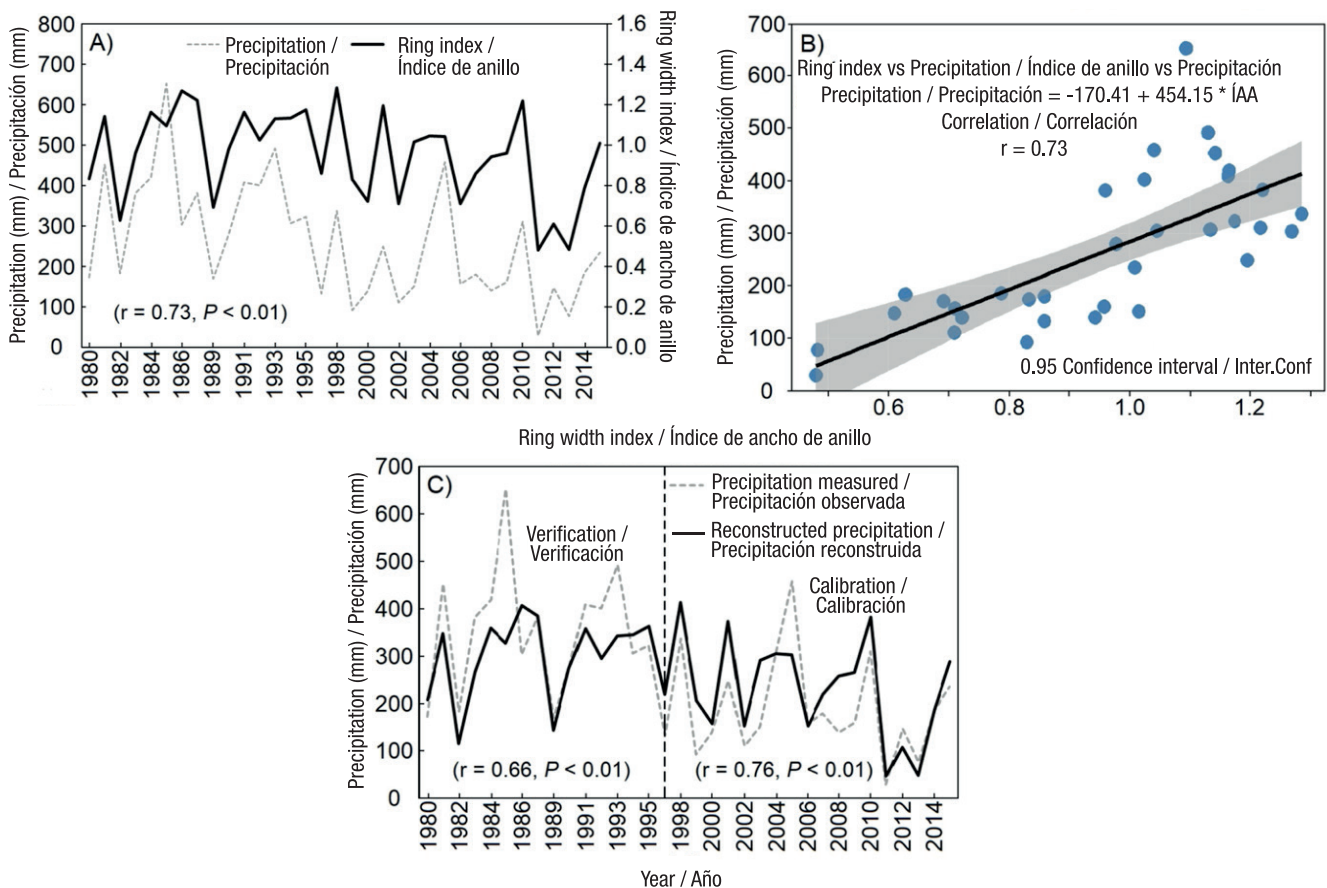 A)
Precipitation /
Precipitación
Ring index /
Índice de anillo
Precipitation (mm) / Precipitación (mm)
800
700
600
500
400
300
200
100
0
1.6
1.4
1.2
1.0
0.8
0.6
0.4
0.2
0.0
Ring width index / Índice de ancho de anillo
(r = 0.73, P < 0.01)
1980
1982
1984
1986
1989
1991
1993
1995
1998
2000
2002
2004
2006
2008
2010
2012
2014
B)
Ring index vs Precipitation / Índice de anillo vs Precipitación
Precipitation / Precipitación = -170.41 + 454.15 * ÍAA
Correlation / Correlación
r = 0.73
Precipitation (mm) / Precipitación (mm)
700
600
500
400
300
200
100
0
0.95 Confidence interval / Inter.Conf
0.6
0.8
1.0
1.2
Ring width index / Índice de ancho de anillo
C)
Precipitation measured /
Precipitación observada
Reconstructed precipitation /
Precipitación reconstruida
Verification /
Verificación
Calibration /
Calibración
Precipitation (mm) / Precipitación (mm)
700
600
500
400
300
200
100
0
(r = 0.66, P < 0.01)
(r = 0.76, P < 0.01)
1980
1982
1984
1986
1989
1991
1993
1995
1998
2000
2002
2004
2006
2008
2010
2012
2014
Year / Año